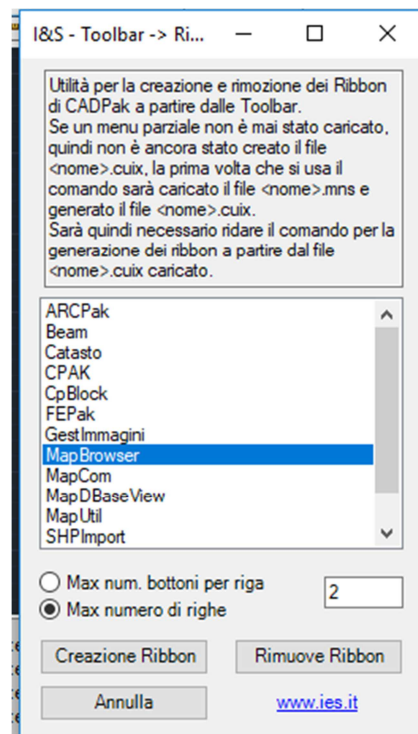 I&S - Toolbar -> Ri...
Utilità per la creazione e rimozione dei Ribbon
di CADPak a partire dalle Toolbar.
Se un menu parziale non è mai stato caricato,
quindi non è ancora stato creato il file
<nome>.cuix, la prima volta che si usa il
comando sarà caricato il file <nome>.mns e
generato il file <nome>.cuix.
Sarà quindi necessario ridare il comando per la
generazione dei ribbon a partire dal file
<nome>.cuix caricato.
ARCPak
Beam
Catasto
CPAK
CpBlock
FEPak
GestImmagini
MapBrowser
MapCom
MapDBaseView
MapUtil
SHPImport
Max num. bottoni per riga
Max numero di righe
2
Creazione Ribbon
Rimuove Ribbon
Annulla
www.ies.it